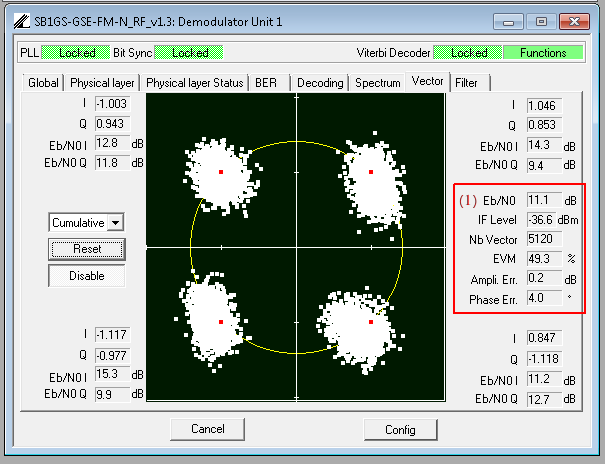 SB1GS-GSE-FM-N_RF_v1.3: Demodulator Unit 1
PLL Locked Bit Sync Locked Viterbi Decoder Locked Functions
Global Physical layer Physical layer Status BER Decoding Spectrum Vector Filter
I -1.003
Q 0.943
Eb/N0 I 12.8 dB
Eb/N0 Q 11.8 dB
I 1.046
Q 0.853
Eb/N0 I 14.3 dB
Eb/N0 Q 9.4 dB
Cumulative
Reset
Disable
(1) Eb/N0 11.1 dB
IF Level -36.6 dBm
Nb Vector 5120
EVM 49.3 %
Ampli. Err. 0.2 dB
Phase Err. 4.0 °
I -1.117
Q -0.977
Eb/N0 I 15.3 dB
Eb/N0 Q 9.9 dB
I 0.847
Q -1.118
Eb/N0 I 11.2 dB
Eb/N0 Q 12.7 dB
Cancel Config